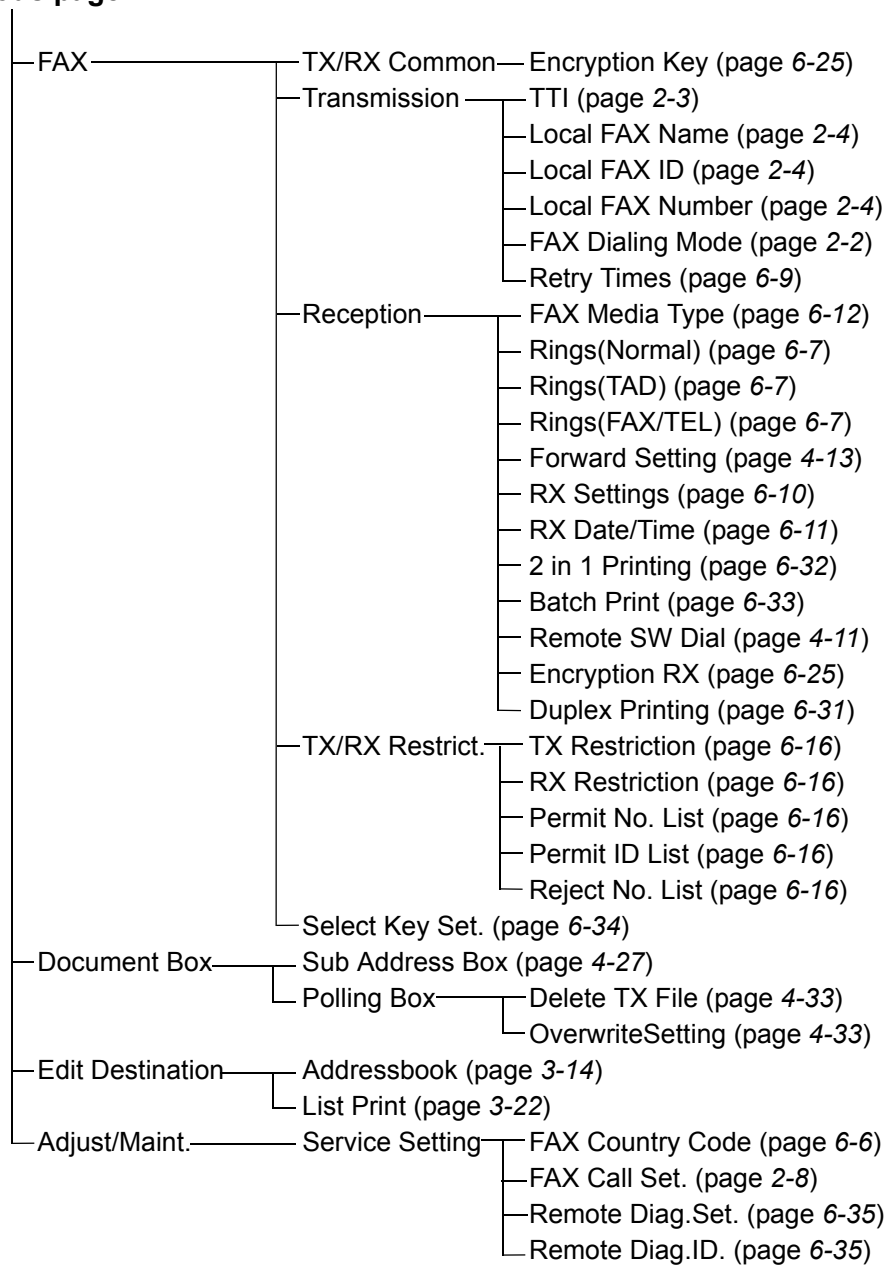 FAX TX/RX Common Encryption Key (page 6-25)
Transmission TTI (page 2-3)
Local FAX Name (page 2-4)
Local FAX ID (page 2-4)
Local FAX Number (page 2-4)
FAX Dialing Mode (page 2-2)
Retry Times (page 6-9)
Reception FAX Media Type (page 6-12)
Rings(Normal) (page 6-7)
Rings(TAD) (page 6-7)
Rings(FAX/TEL) (page 6-7)
Forward Setting (page 4-13)
RX Settings (page 6-10)
RX Date/Time (page 6-11)
2 in 1 Printing (page 6-32)
Batch Print (page 6-33)
Remote SW Dial (page 4-11)
Encryption RX (page 6-25)
Duplex Printing (page 6-31)
TX/RX Restrict. TX Restriction (page 6-16)
RX Restriction (page 6-16)
Permit No. List (page 6-16)
Permit ID List (page 6-16)
Reject No. List (page 6-16)
Select Key Set. (page 6-34)
Document Box Sub Address Box (page 4-27)
Polling Box Delete TX File (page 4-33)
OverwriteSetting (page 4-33)
Edit Destination Addressbook (page 3-14)
List Print (page 3-22)
Adjust/Maint. Service Setting FAX Country Code (page 6-6)
FAX Call Set. (page 2-8)
Remote Diag.Set. (page 6-35)
Remote Diag.ID. (page 6-35)